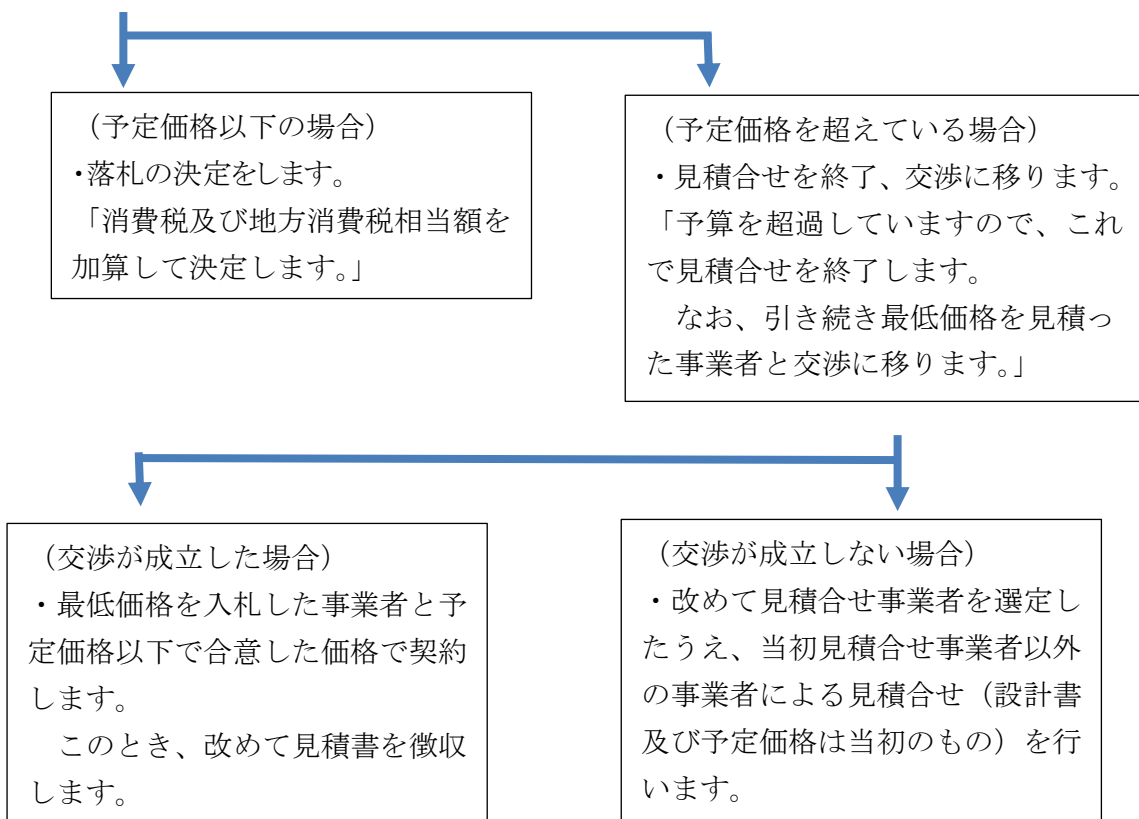 （予定価格以下の場合）
・落札の決定をします。
「消費税及び地方消費税相当額を
加算して決定します。」
（予定価格を超えている場合）
・見積合せを終了、交渉に移ります。
「予算を超過していますので、これ
で見積合せを終了します。
なお、引き続き最低価格を見積っ
た事業者と交渉に移ります。」
（交渉が成立した場合）
・最低価格を入札した事業者と予
定価格以下で合意した価格で契約
します。
このとき、改めて見積書を徴収
します。
（交渉が成立しない場合）
・改めて見積合せ事業者を選定し
たうえ、当初見積合せ事業者以外
の事業者による見積合せ（設計書
及び予定価格は当初のもの）を行
います。